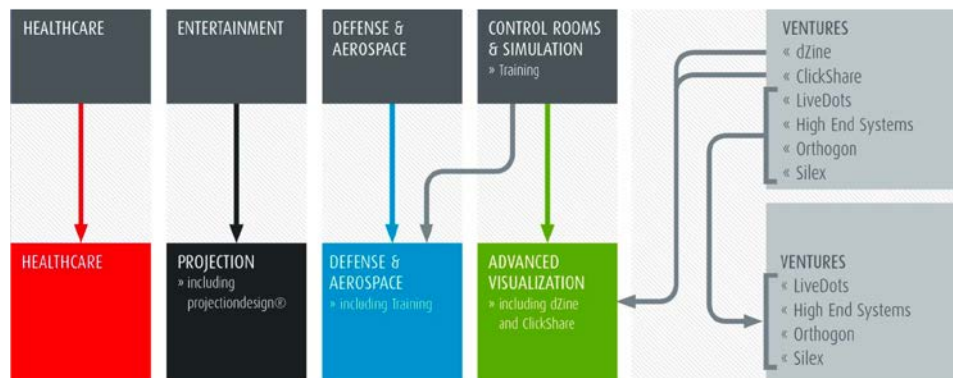 HEALTHCARE
ENTERTAINMENT
DEFENSE &
AEROSPACE
CONTROL ROOMS
& SIMULATION
» Training
VENTURES
« dZine
« ClickShare
« LiveDots
« High End Systems
« Orthogon
« Silex
HEALTHCARE
PROJECTION
» including
projectiondesign®
DEFENSE &
AEROSPACE
» including Training
ADVANCED
VISUALIZATION
» including dZine
and ClickShare
VENTURES
« LiveDots
« High End Systems
« Orthogon
« Silex